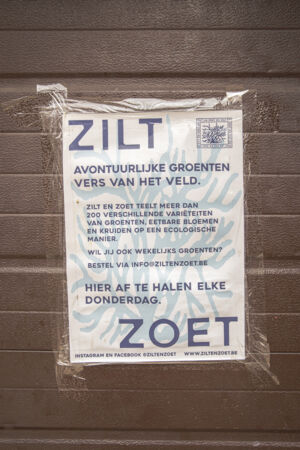 ZILT
AVONTUURLIJKE GROENTEN
VERS VAN HET VELD.
ZILT EN ZOET TEELT MEER DAN
200 VERSCHILLENDE VARIËTEITEN
VAN GROENTEN, EETBARE BLOEMEN
EN KRUIDEN OP EEN ECOLOGISCHE
MANIER.
WIL JIJ OOK WEKELIJKS GROENTEN?
BESTEL VIA INFO@ZILTENZOET.BE
HIER AF TE HALEN ELKE
DONDERDAG.
ZOET
INSTAGRAM EN FACEBOOK @ZILTENZOET WWW.ZILTENZOET.BE